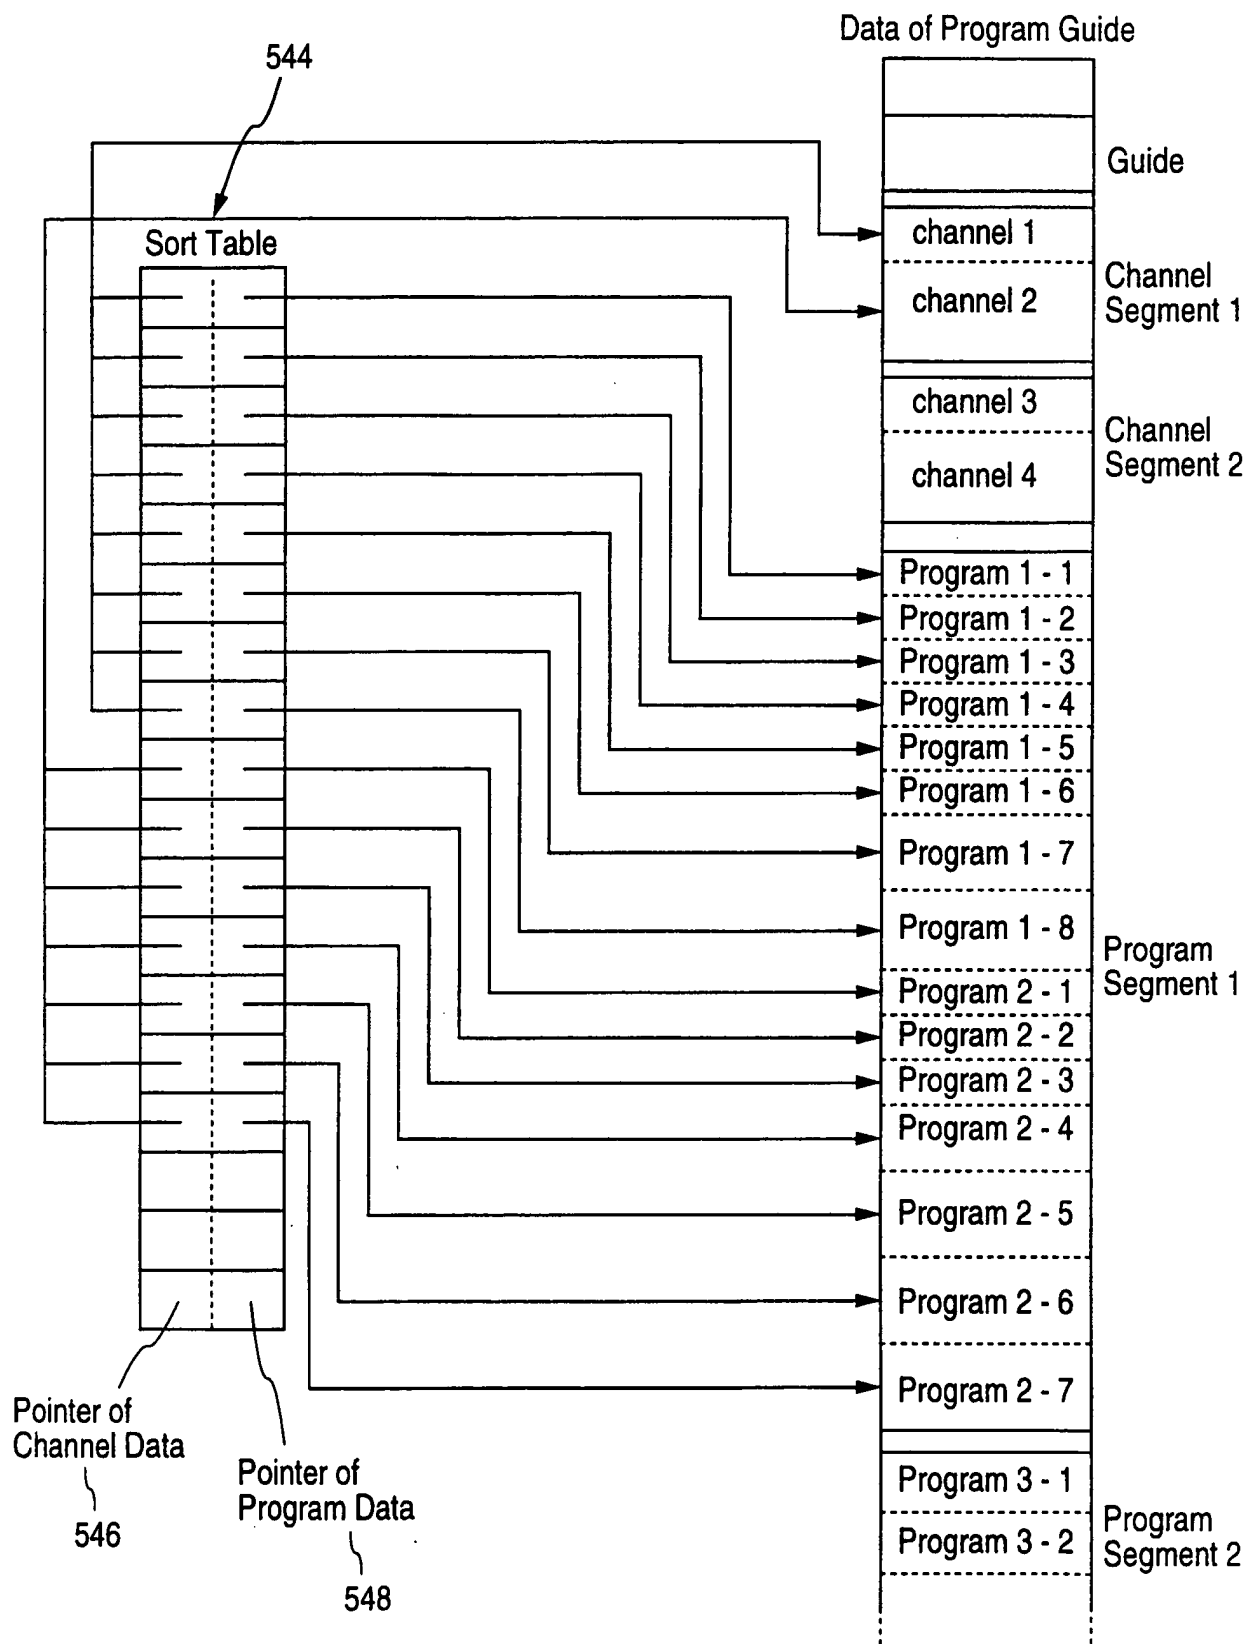 Data of Program Guide
544
Guide
Sort Table
channel 1
channel 2
Channel
Segment 1
channel 3
channel 4
Channel
Segment 2
Program 1 - 1
Program 1 - 2
Program 1 - 3
Program 1 - 4
Program 1 - 5
Program 1 - 6
Program 1 - 7
Program 1 - 8
Program 2 - 1
Program 2 - 2
Program 2 - 3
Program 2 - 4
Program 2 - 5
Program 2 - 6
Program 2 - 7
Program
Segment 1
Program 3 - 1
Program 3 - 2
Program
Segment 2
Pointer of
Channel Data
546
Pointer of
Program Data
548